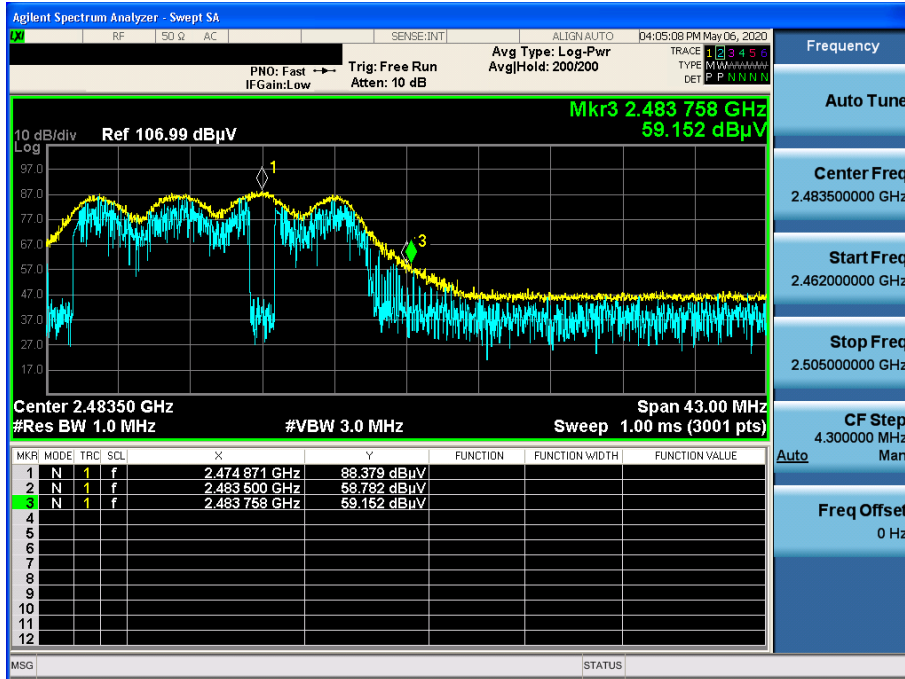 Agilent Spectrum Analyzer - Swept SA
LXI RF 50 Ω AC SENSE:INT ALIGN AUTO 04:05:08 PM May 06, 2020
PNO: Fast Trig: Free Run Avg Type: Log-Pwr TRACE 1 2 3 4 5 6
IFGain:Low Atten: 10 dB Avg|Hold: 200/200 TYPE M W
DET P P N N N N
Frequency
Mkr3 2.483 758 GHz
59.152 dBµV
10 dB/div Ref 106.99 dBµV
Log
97.0
87.0
77.0
67.0
57.0
47.0
37.0
27.0
17.0
1
3
Center 2.48350 GHz Span 43.00 MHz
#Res BW 1.0 MHz #VBW 3.0 MHz Sweep 1.00 ms (3001 pts)
MKR MODE TRC SCL X Y FUNCTION FUNCTION WIDTH FUNCTION VALUE
1 N 1 f 2.474 871 GHz 88.379 dBµV
2 N 1 f 2.483 500 GHz 58.782 dBµV
3 N 1 f 2.483 758 GHz 59.152 dBµV
4
5
6
7
8
9
10
11
12
Auto Tune
Center Freq
2.483500000 GHz
Start Freq
2.462000000 GHz
Stop Freq
2.505000000 GHz
CF Step
4.300000 MHz
Auto Man
Freq Offset
0 Hz
MSG STATUS